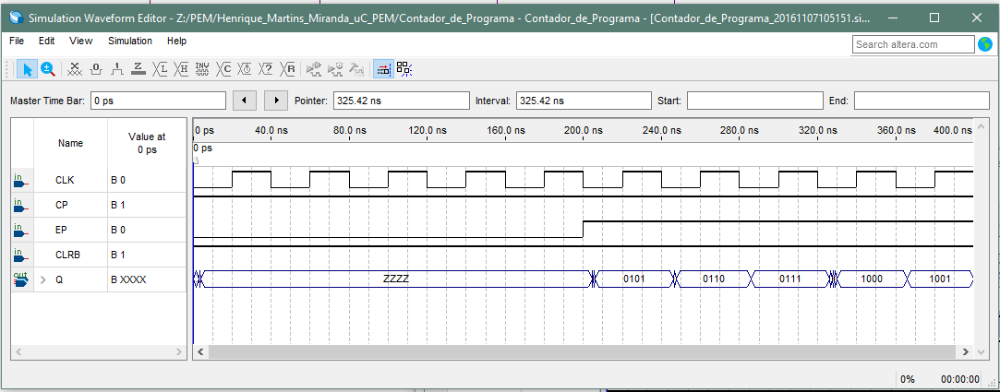 Simulation Waveform Editor - Z:/PEM/Henrique_Martins_Miranda_uC_PEM/Contador_de_Programa - Contador_de_Programa - [Contador_de_Programa_20161107105151.si...
File Edit View Simulation Help
Search altera.com
Master Time Bar: 0 ps Pointer: 325.42 ns Interval: 325.42 ns Start: End:
Name Value at 0 ps
0 ps 40.0 ns 80.0 ns 120.0 ns 160.0 ns 200.0 ns 240.0 ns 280.0 ns 320.0 ns 360.0 ns 400.0 ns
0 ps
in CLK B 0
in CP B 1
in EP B 0
in CLRB B 1
out Q B XXXX ZZZZ 0101 0110 0111 1000 1001
0% 00:00:00